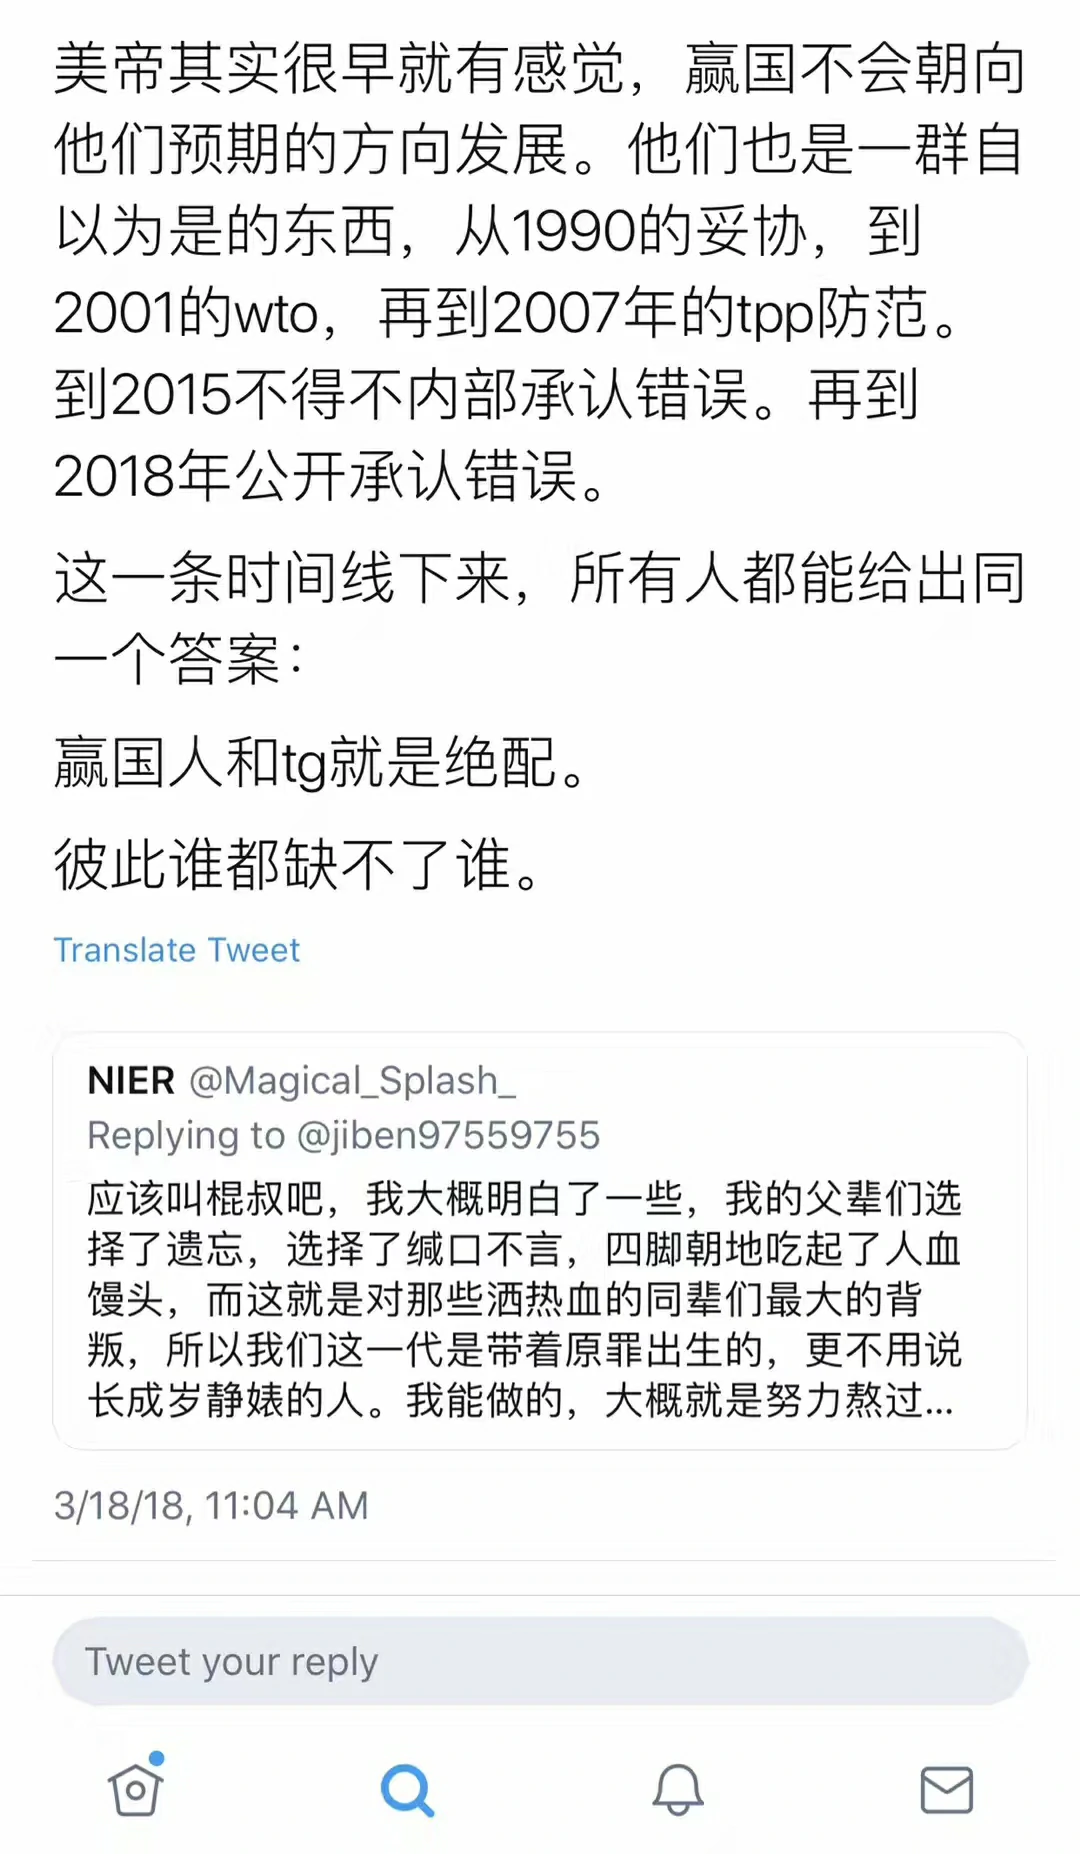 美帝其实很早就有感觉，赢国不会朝向
他们预期的方向发展。他们也是一群自
以为是的东西，从1990的妥协，到
2001的wto，再到2007年的tpp防范。
到2015不得不内部承认错误。再到
2018年公开承认错误。
这一条时间线下来，所有人都能给出同
一个答案：
赢国人和tg就是绝配。
彼此谁都缺不了谁。
Translate Tweet
NIER @Magical_Splash_
Replying to @jiben97559755
应该叫棍叔吧，我大概明白了一些，我的父辈们选
择了遗忘，选择了缄口不言，四脚朝地吃起了人血
馒头，而这就是对那些洒热血的同辈们最大的背
叛，所以我们这一代是带着原罪出生的，更不用说
长成岁静婊的人。我能做的，大概就是努力熬过...
3/18/18, 11:04 AM
Tweet your reply